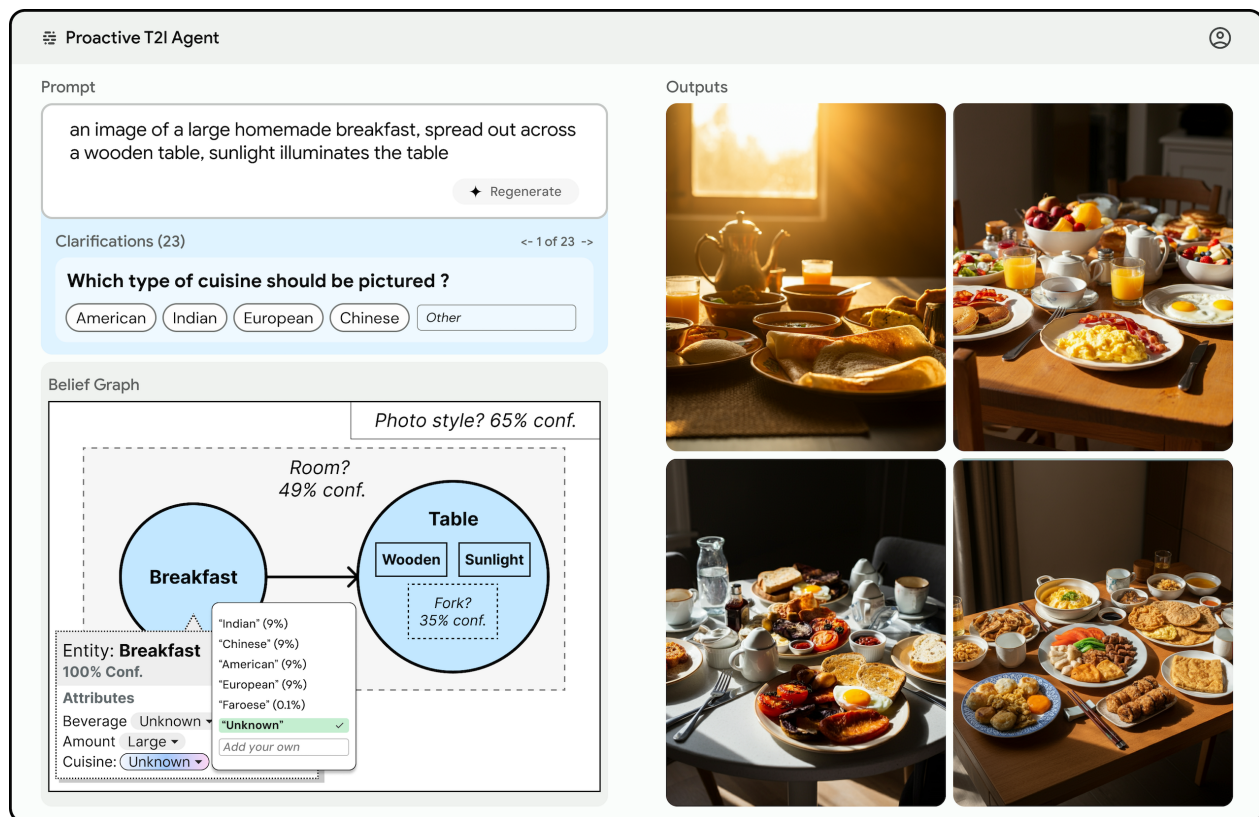 Proactive T2I Agent
Prompt
an image of a large homemade breakfast, spread out across
a wooden table, sunlight illuminates the table
Regenerate
Clarifications (23)
<- 1 of 23 ->
Which type of cuisine should be pictured ?
American
Indian
European
Chinese
Other
Belief Graph
Photo style? 65% conf.
Room?
49% conf.
Breakfast
Table
Wooden
Sunlight
Fork?
35% conf.
Entity: Breakfast
100% Conf.
Attributes
Beverage Unknown
Amount Large
Cuisine: Unknown
"Indian" (9%)
"Chinese" (9%)
"American" (9%)
"European" (9%)
"Faroese" (0.1%)
"Unknown"
Add your own
Outputs